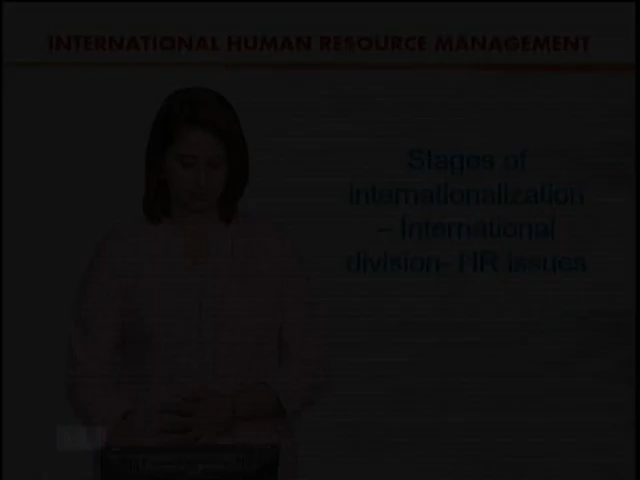 INTERNATIONAL HUMAN RESOURCE MANAGEMENT
Stages of
internationalization
– International
division- HR issues